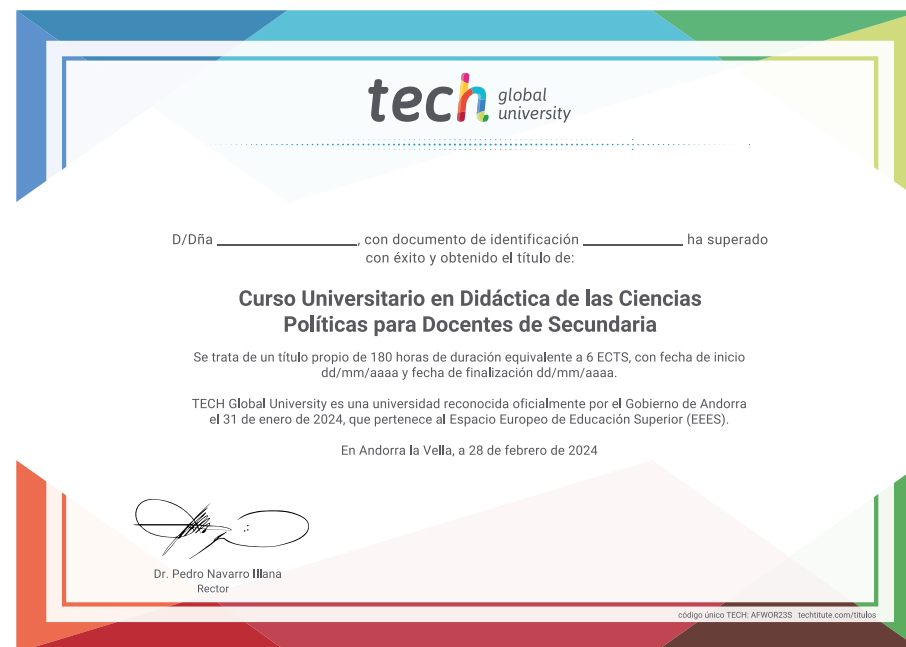 tech global university
D/Dña ____________________, con documento de identificación ______________ ha superado
con éxito y obtenido el título de:
Curso Universitario en Didáctica de las Ciencias
Políticas para Docentes de Secundaria
Se trata de un título propio de 180 horas de duración equivalente a 6 ECTS, con fecha de inicio
dd/mm/aaaa y fecha de finalización dd/mm/aaaa.
TECH Global University es una universidad reconocida oficialmente por el Gobierno de Andorra
el 31 de enero de 2024, que pertenece al Espacio Europeo de Educación Superior (EEES).
En Andorra la Vella, a 28 de febrero de 2024
Dr. Pedro Navarro Illana
Rector
código único TECH: AFWOR23S techtitute.com/titulos